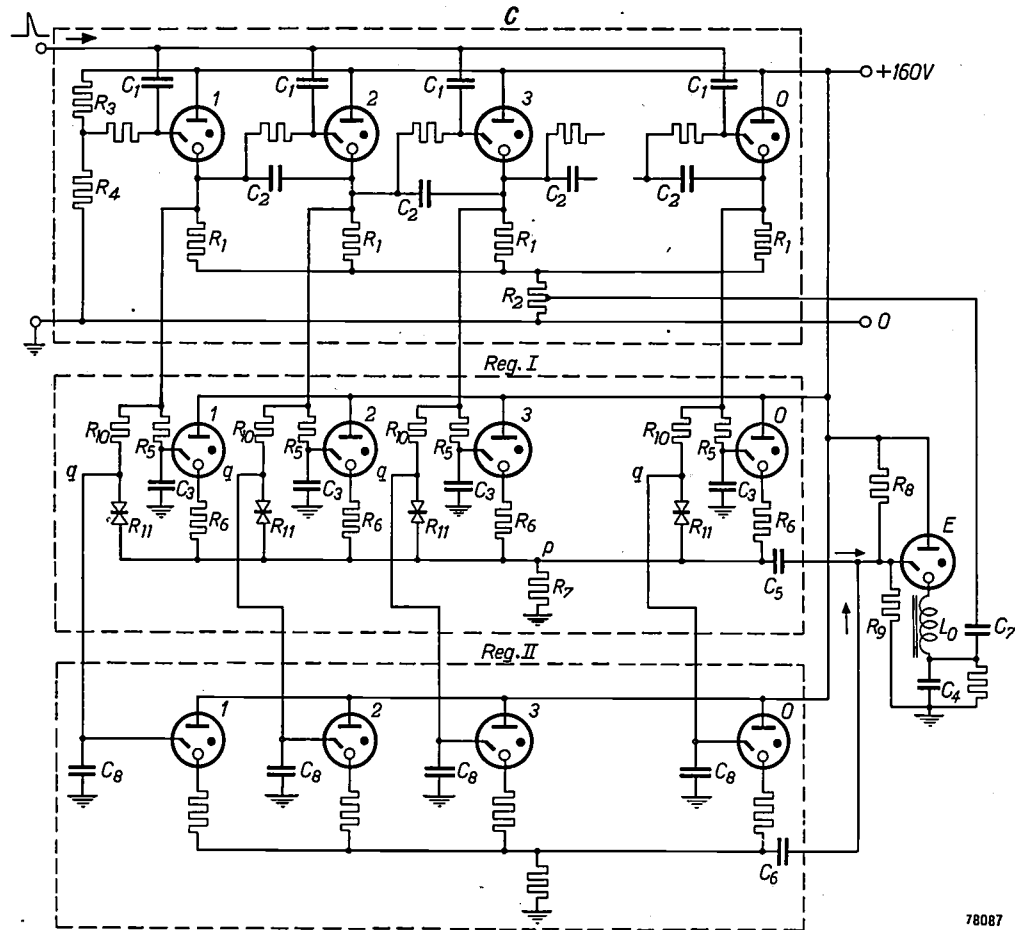 C
1 2 3 0
C1 C1 C1 C1
+160V
R3
R4
C2 C2 C2 C2
R1 R1 R1 R1
R2
0
Reg. I
1 2 3 0
R10 R5 R10 R5 R10 R5 R10 R5
q q q q
C3 C3 C3 C3
R11 R6 R11 R6 R11 R6 R11 R6
R8
E
p
R7
C5
R9
L0
C7
C4
Reg. II
1 2 3 0
C8 C8 C8 C8
C6
78087